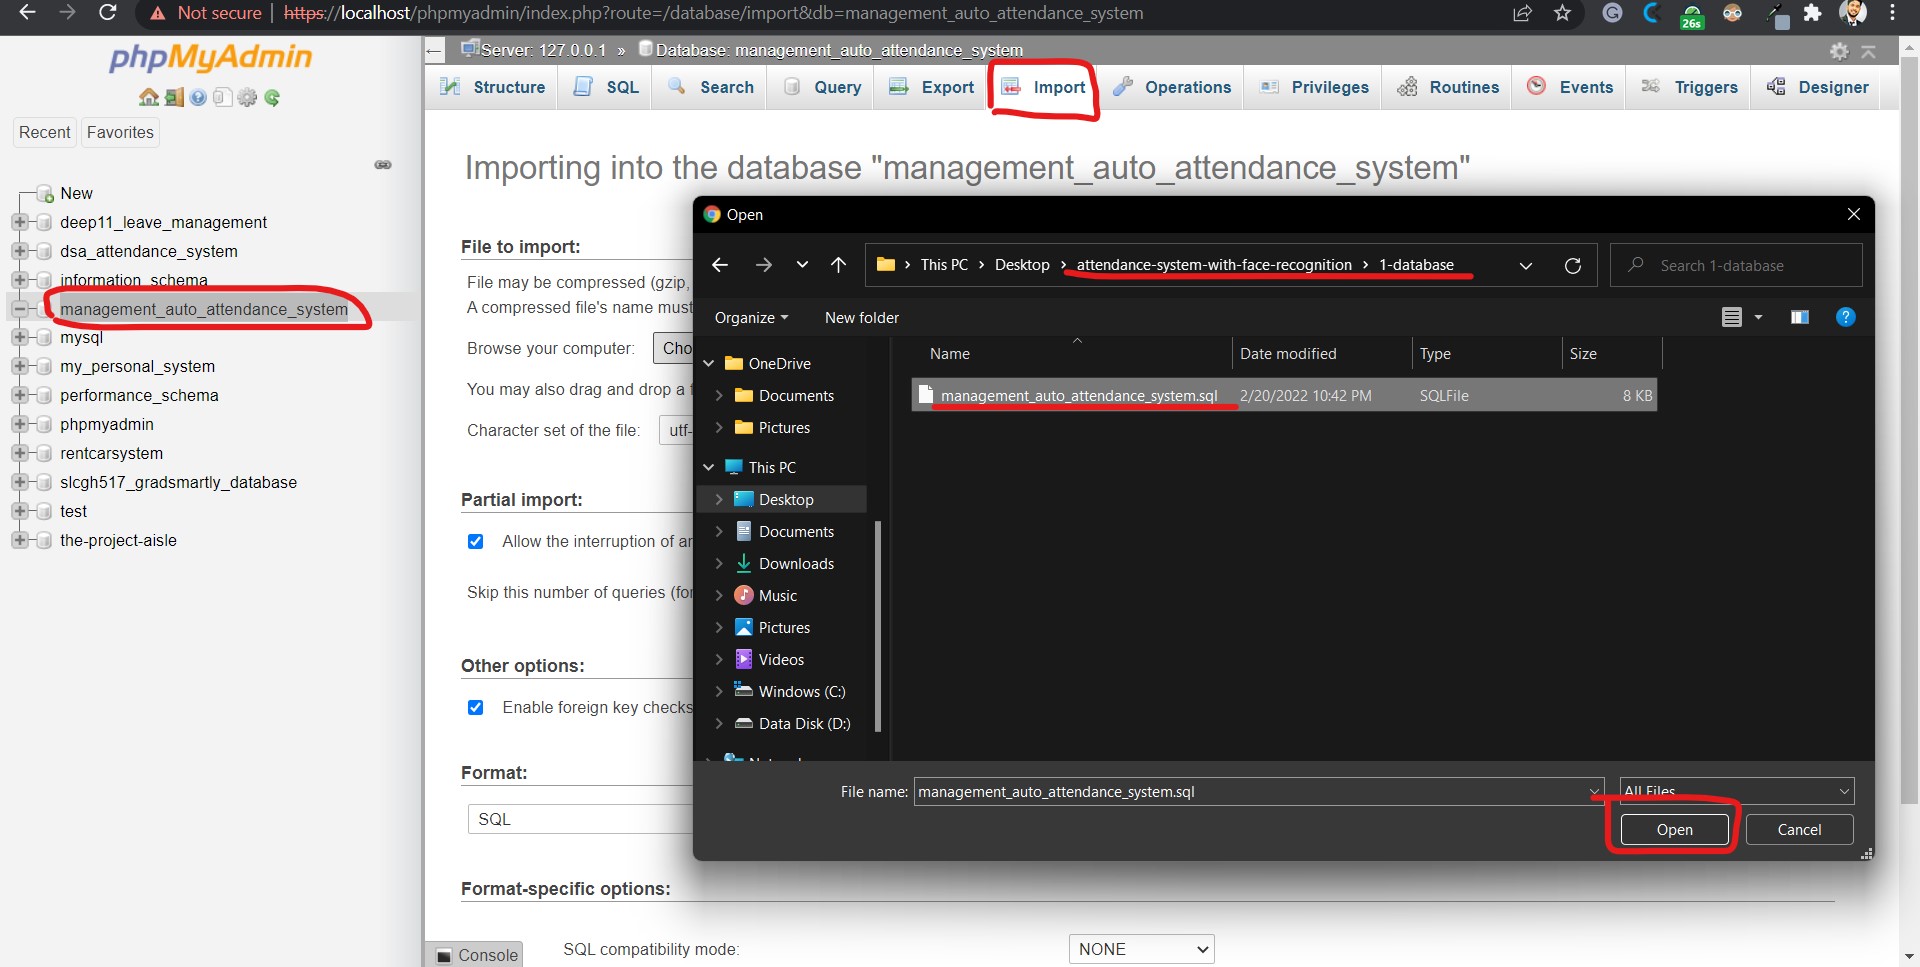 Not secure | https://localhost/phpmyadmin/index.php?route=/database/import&db=management_auto_attendance_system
26s
phpMyAdmin
Recent Favorites
New
deep11_leave_management
dsa_attendance_system
information_schema
management_auto_attendance_system
mysql
my_personal_system
performance_schema
phpmyadmin
rentcarsystem
slcgh517_gradsmartly_database
test
the-project-aisle
Server: 127.0.0.1 » Database: management_auto_attendance_system
Structure SQL Search Query Export Import Operations Privileges Routines Events Triggers Designer
Importing into the database "management_auto_attendance_system"
File to import:
File may be compressed (gzip,
A compressed file's name must
Browse your computer: Cho
You may also drag and drop a f
Character set of the file: utf-
Partial import:
Allow the interruption of an
Skip this number of queries (for
Other options:
Enable foreign key checks
Format:
SQL
Format-specific options:
SQL compatibility mode: NONE
Console
Open
This PC › Desktop › attendance-system-with-face-recognition › 1-database
Search 1-database
Organize New folder
Name Date modified Type Size
management_auto_attendance_system.sql 2/20/2022 10:42 PM SQLFile 8 KB
OneDrive
Documents
Pictures
This PC
Desktop
Documents
Downloads
Music
Pictures
Videos
Windows (C:)
Data Disk (D:)
File name: management_auto_attendance_system.sql
All Files
Open Cancel